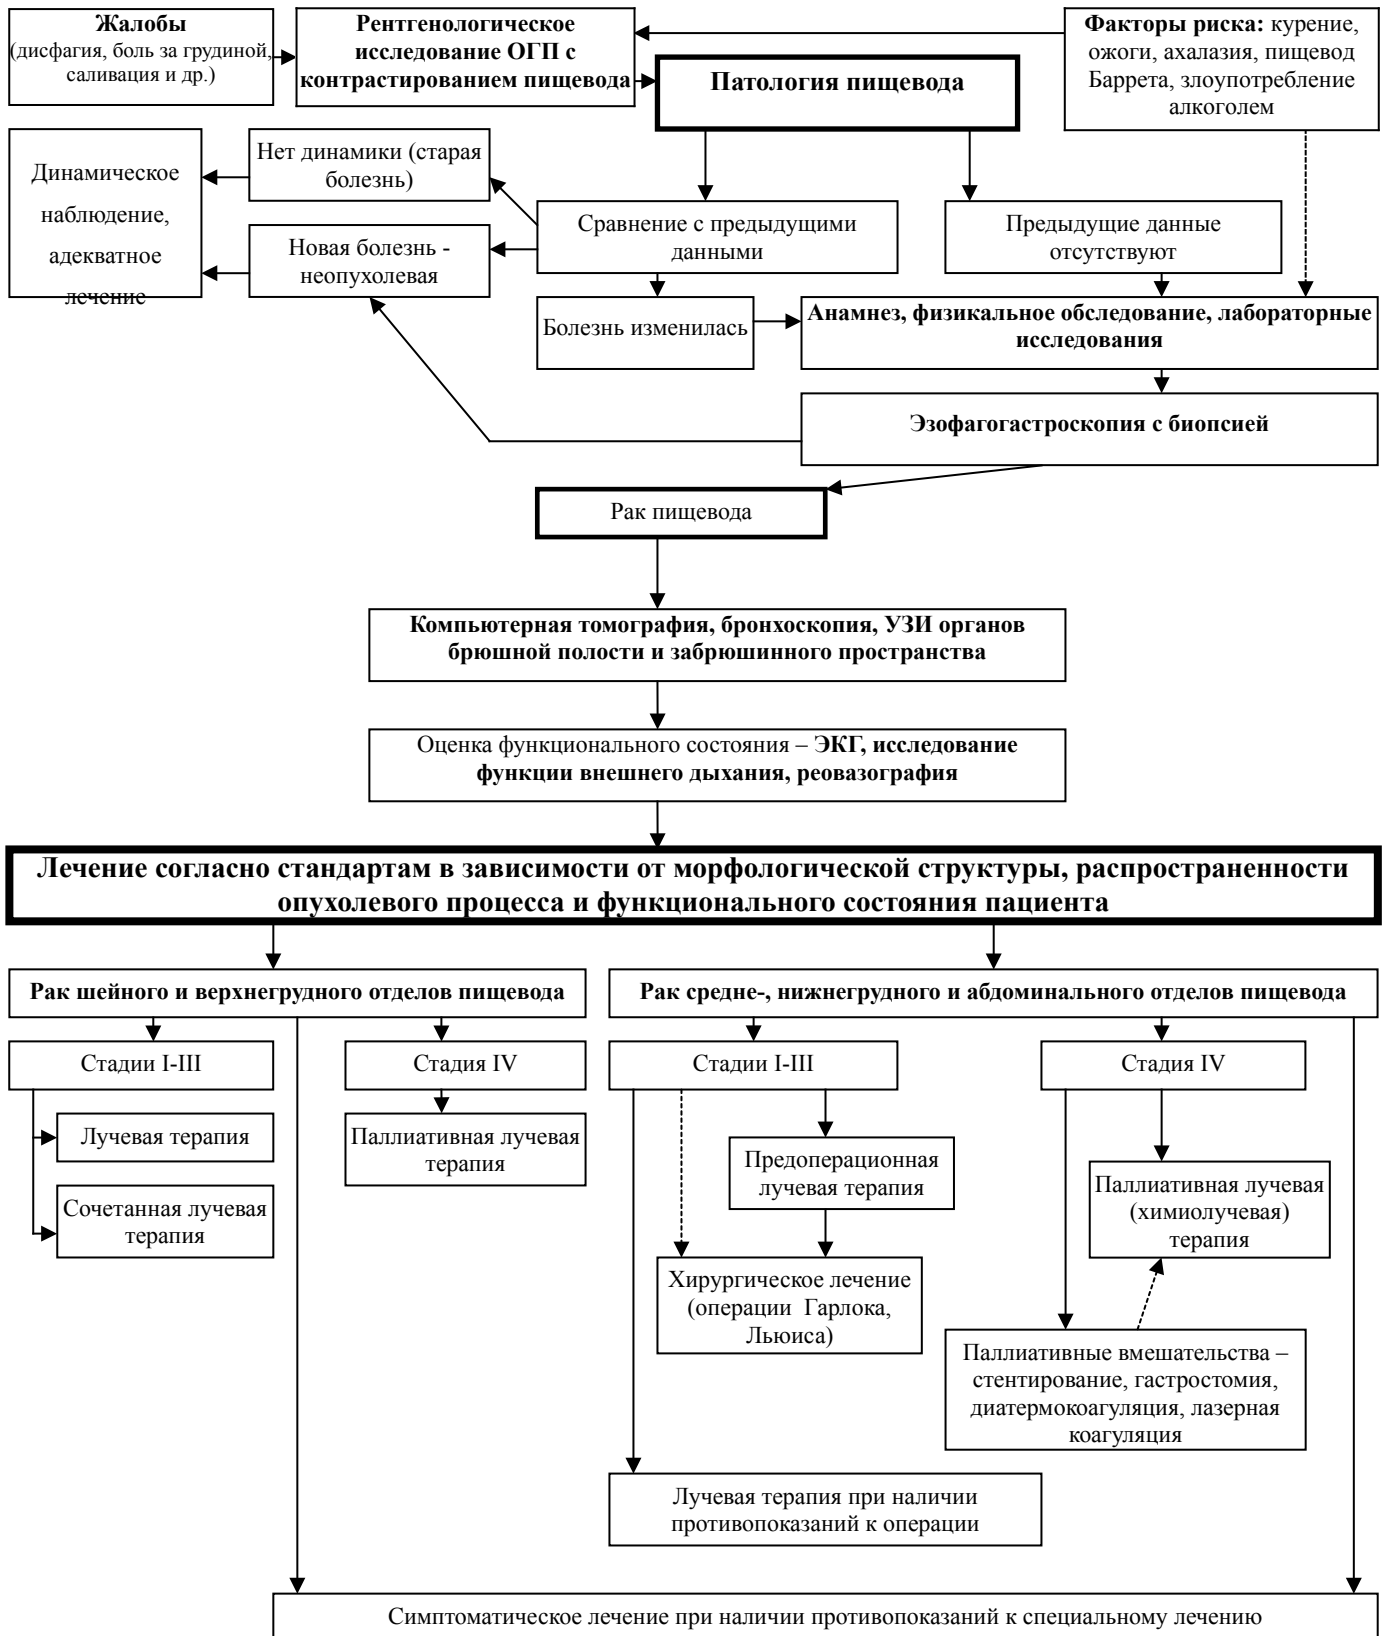 Жалобы
(дисфагия, боль за грудиной,
саливация и др.)
Рентгенологическое
исследование ОГП с
контрастированием пищевода
Факторы риска: курение,
ожоги, ахалазия, пищевод
Баррета, злоупотребление
алкоголем
Патология пищевода
Динамическое
наблюдение,
адекватное
лечение
Нет динамики (старая
болезнь)
Новая болезнь -
неопухолевая
Сравнение с предыдущими
данными
Предыдущие данные
отсутствуют
Болезнь изменилась
Анамнез, физикальное обследование, лабораторные
исследования
Эзофагогастроскопия с биопсией
Рак пищевода
Компьютерная томография, бронхоскопия, УЗИ органов
брюшной полости и забрюшинного пространства
Оценка функционального состояния – ЭКГ, исследование
функции внешнего дыхания, реовазография
Лечение согласно стандартам в зависимости от морфологической структуры, распространенности
опухолевого процесса и функционального состояния пациента
Рак шейного и верхнегрудного отделов пищевода
Рак средне-, нижнегрудного и абдоминального отделов пищевода
Стадии I-III
Стадия IV
Стадии I-III
Стадия IV
Лучевая терапия
Сочетанная лучевая
терапия
Паллиативная лучевая
терапия
Предоперационная
лучевая терапия
Хирургическое лечение
(операции Гарлока,
Льюиса)
Паллиативная лучевая
(химиолучевая)
терапия
Паллиативные вмешательства –
стентирование, гастростомия,
диатермокоагуляция, лазерная
коагуляция
Лучевая терапия при наличии
противопоказаний к операции
Симптоматическое лечение при наличии противопоказаний к специальному лечению